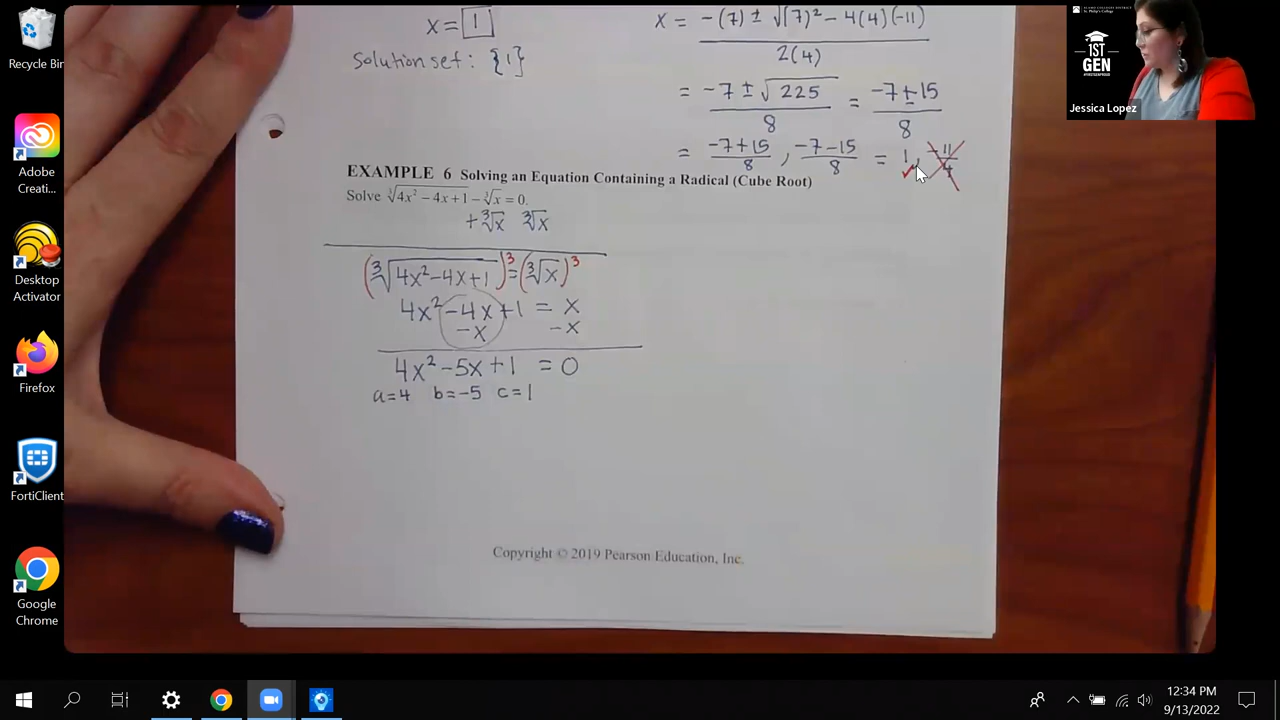 Recycle Bin
Adobe
Creati...
Desktop
Activator
Firefox
FortiClient
Google
Chrome
x = 1
Solution set: {1}
x = -(7) ± √(7)² - 4(4)(-11)
2(4)
= -7 ± √225 / 8 = -7 ± 15 / 8
= -7+15 / 8 , -7-15 / 8 = 1, -11/4
EXAMPLE 6 Solving an Equation Containing a Radical (Cube Root)
Solve ∛4x² − 4x + 1 − ∛x = 0.
+∛x ∛x
(∛4x²-4x+1)³ = (∛x)³
4x² -4x+1 = x
-x -x
4x² -5x +1 = 0
a=4 b=-5 c=1
Copyright © 2019 Pearson Education, Inc.
1ST
GEN
Jessica Lopez
12:34 PM
9/13/2022